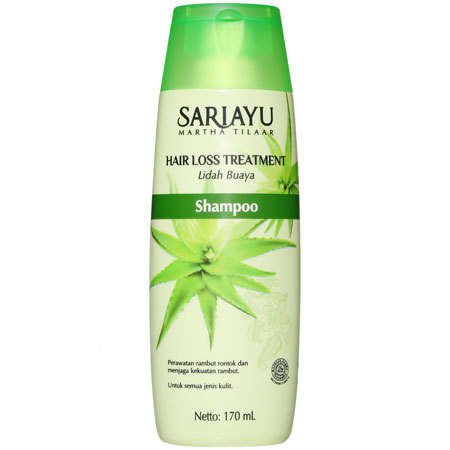 SARIAYU
MARTHA TILAAR
HAIR LOSS TREATMENT
Lidah Buaya
Shampoo
Perawatan rambut rontok dan
menjaga kekuatan rambut.
Untuk semua jenis kulit.
Netto: 170 mL